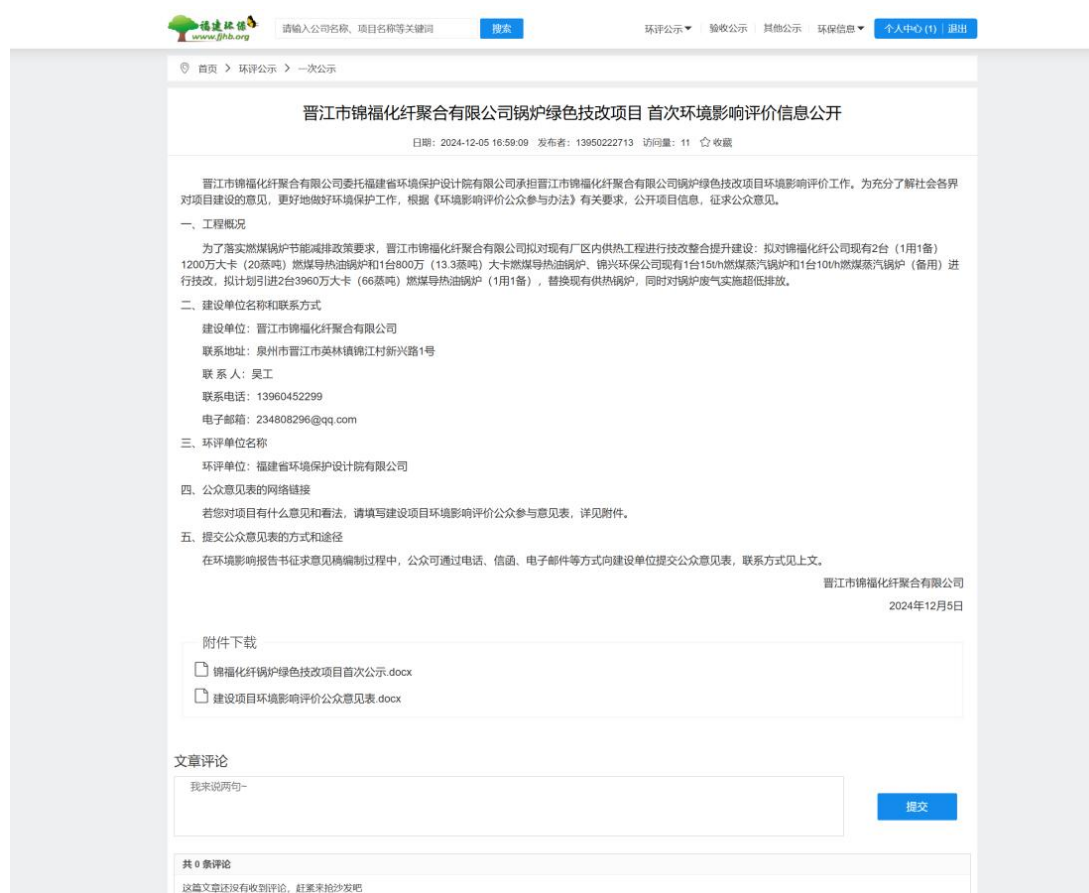 福建环保
www.fjhb.org
请输入公司名称、项目名称等关键词
搜索
环评公示
验收公示
其他公示
环保信息
个人中心 (1) | 退出
首页 > 环评公示 > 一次公示
晋江市锦福化纤聚合有限公司锅炉绿色技改项目 首次环境影响评价信息公开
日期：2024-12-05 16:59:09 发布者：13950222713 访问量：11 收藏
晋江市锦福化纤聚合有限公司委托福建省环境保护设计院有限公司承担晋江市锦福化纤聚合有限公司锅炉绿色技改项目环境影响评价工作。为充分了解社会各界
对项目建设的意见，更好地做好环境保护工作，根据《环境影响评价公众参与办法》有关要求，公开项目信息，征求公众意见。
一、工程概况
为了落实燃煤锅炉节能减排政策要求，晋江市锦福化纤聚合有限公司拟对现有厂区内供热工程进行技改整合提升建设：拟对锦福化纤公司现有2台（1用1备）
1200万大卡（20蒸吨）燃煤导热油锅炉和1台800万（13.3蒸吨）大卡燃煤导热油锅炉、锦兴环保公司现有1台15t/h燃煤蒸汽锅炉和1台10t/h燃煤蒸汽锅炉（备用）进
行技改，拟计划引进2台3960万大卡（66蒸吨）燃煤导热油锅炉（1用1备），替换现有供热锅炉，同时对锅炉废气实施超低排放。
二、建设单位名称和联系方式
建设单位：晋江市锦福化纤聚合有限公司
联系地址：泉州市晋江市英林镇锦江村新兴路1号
联 系 人：吴工
联系电话：13960452299
电子邮箱：234808296@qq.com
三、环评单位名称
环评单位：福建省环境保护设计院有限公司
四、公众意见表的网络链接
若您对项目有什么意见和看法，请填写建设项目环境影响评价公众参与意见表，详见附件。
五、提交公众意见表的方式和途径
在环境影响报告书征求意见稿编制过程中，公众可通过电话、信函、电子邮件等方式向建设单位提交公众意见表，联系方式见上文。
晋江市锦福化纤聚合有限公司
2024年12月5日
附件下载
锦福化纤锅炉绿色技改项目首次公示.docx
建设项目环境影响评价公众意见表.docx
文章评论
我来说两句~
提交
共 0 条评论
这篇文章还没有收到评论，赶紧来抢沙发吧